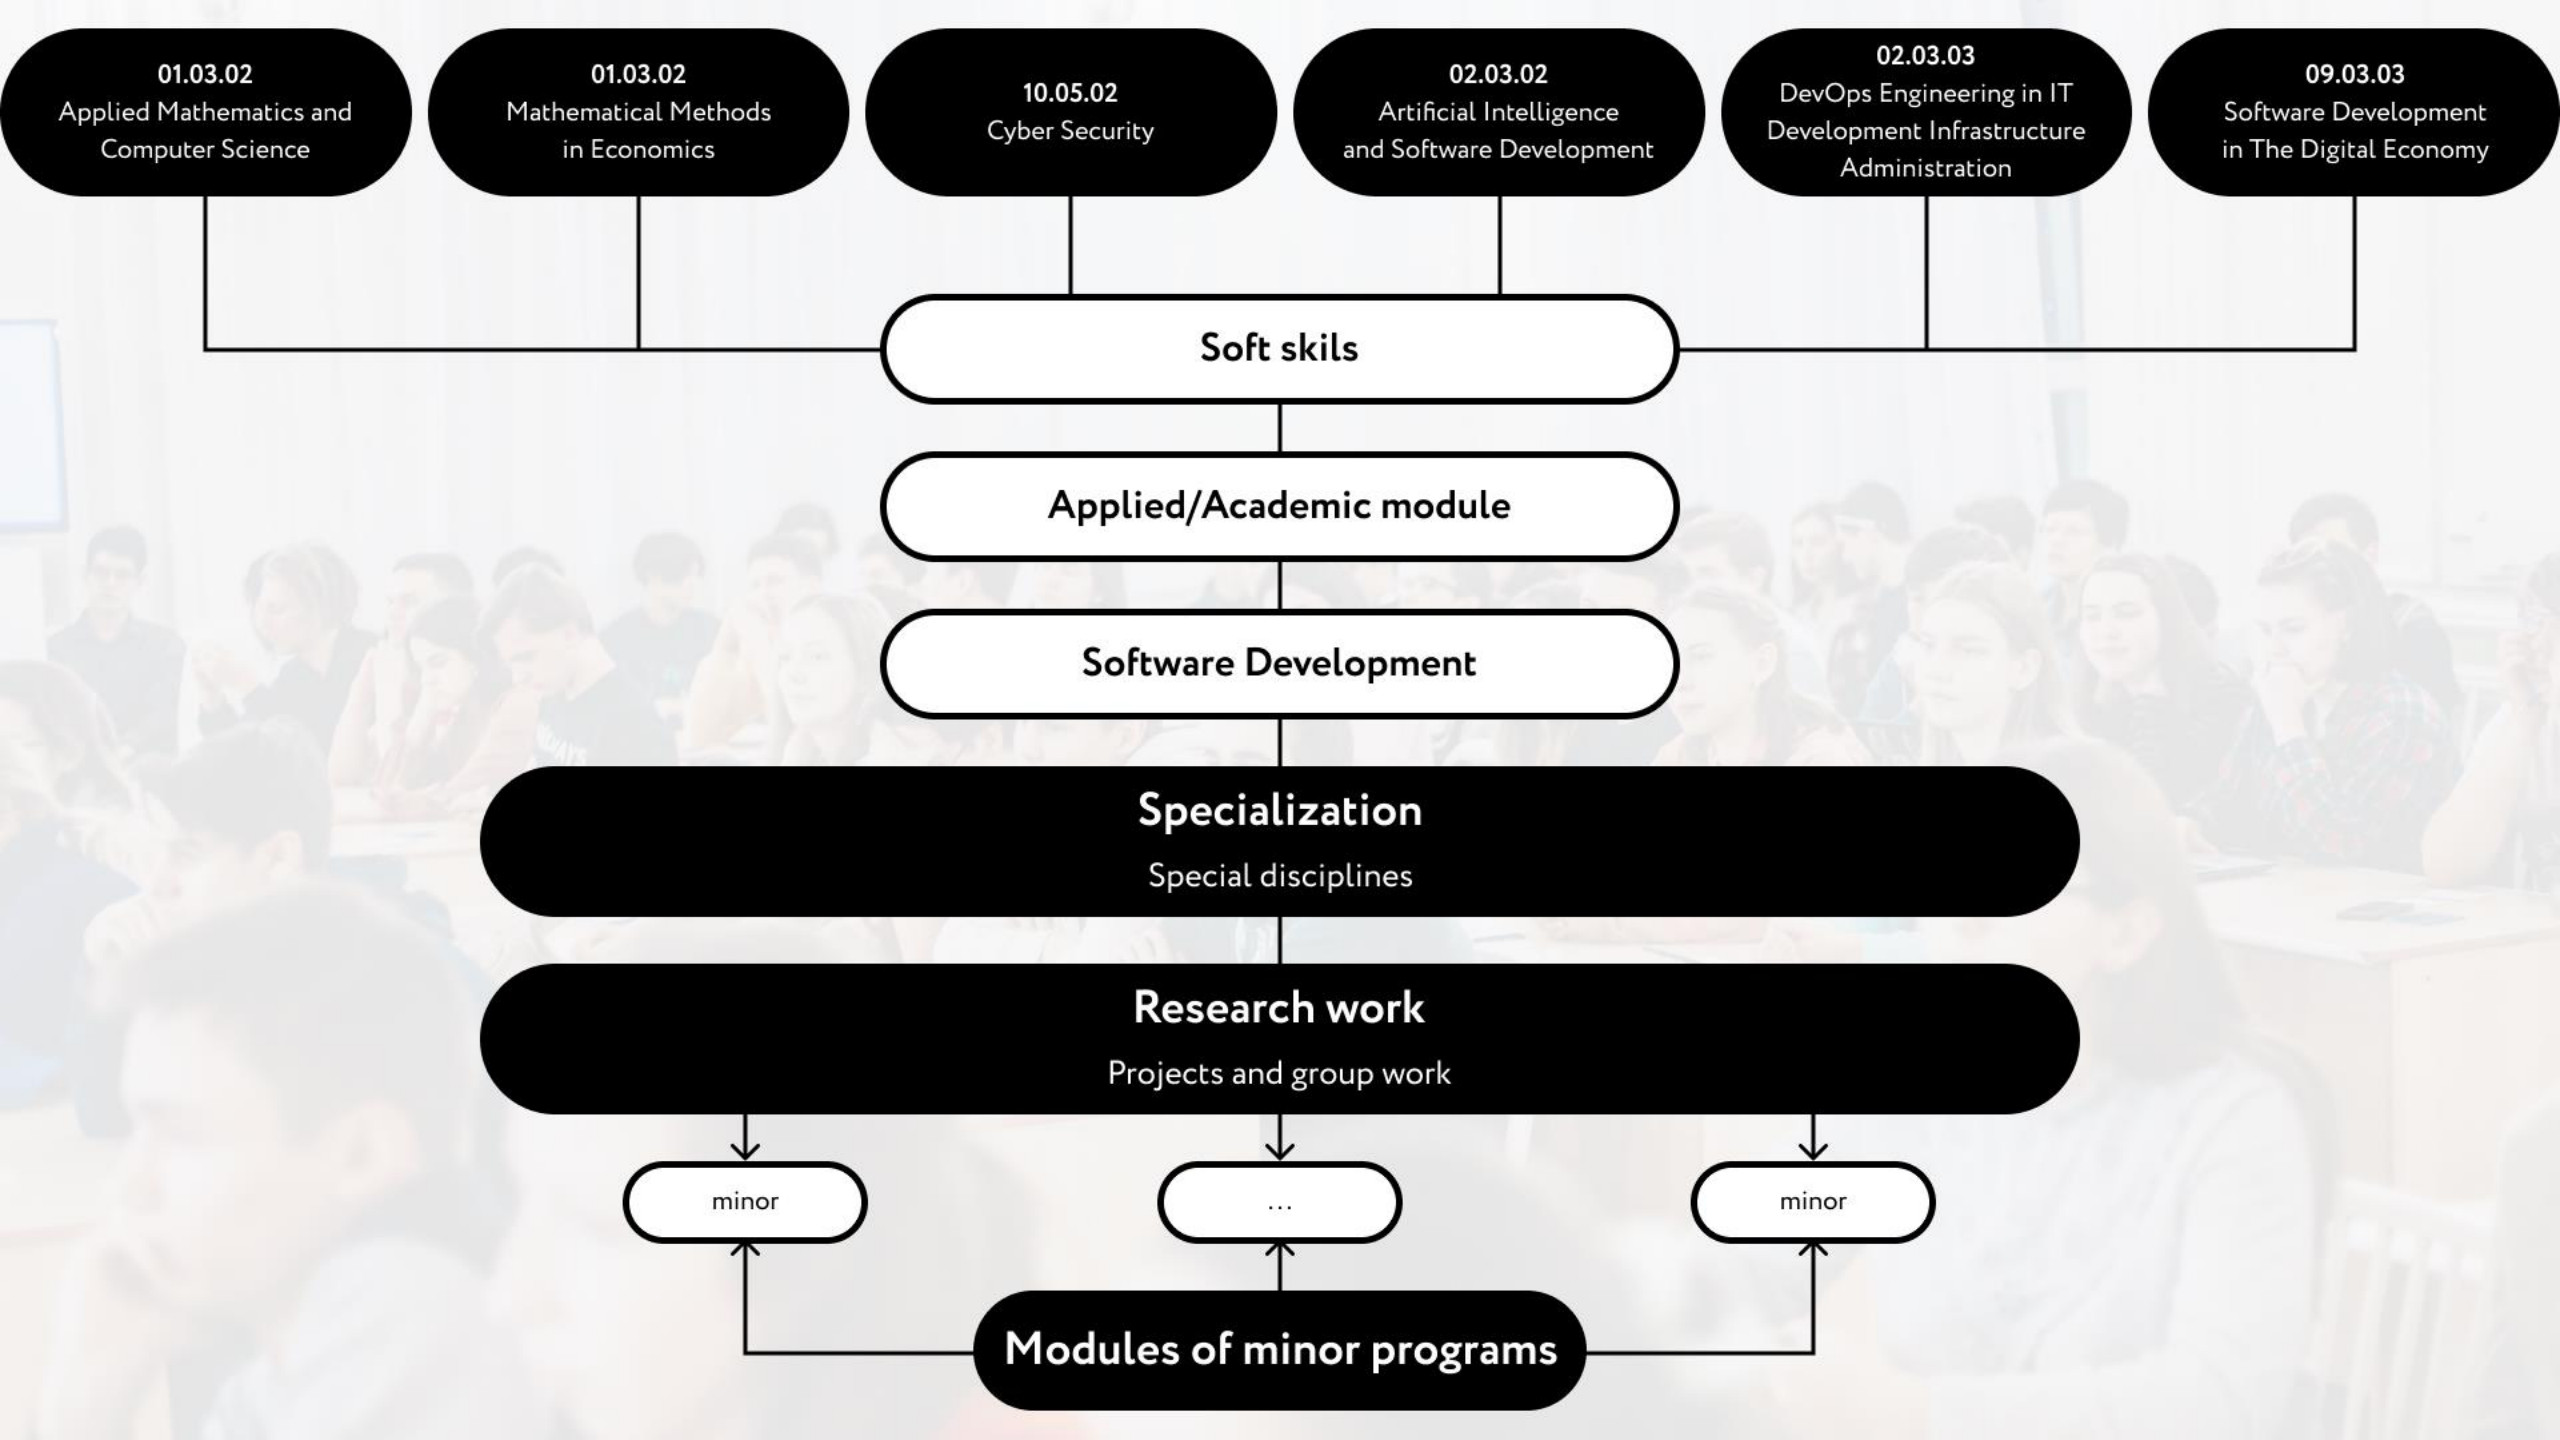 01.03.02
Applied Mathematics and
Computer Science
01.03.02
Mathematical Methods
in Economics
10.05.02
Cyber Security
02.03.02
Artificial Intelligence
and Software Development
02.03.03
DevOps Engineering in IT
Development Infrastructure
Administration
09.03.03
Software Development
in The Digital Economy
Soft skils
Applied/Academic module
Software Development
Specialization
Special disciplines
Research work
Projects and group work
minor
...
minor
Modules of minor programs